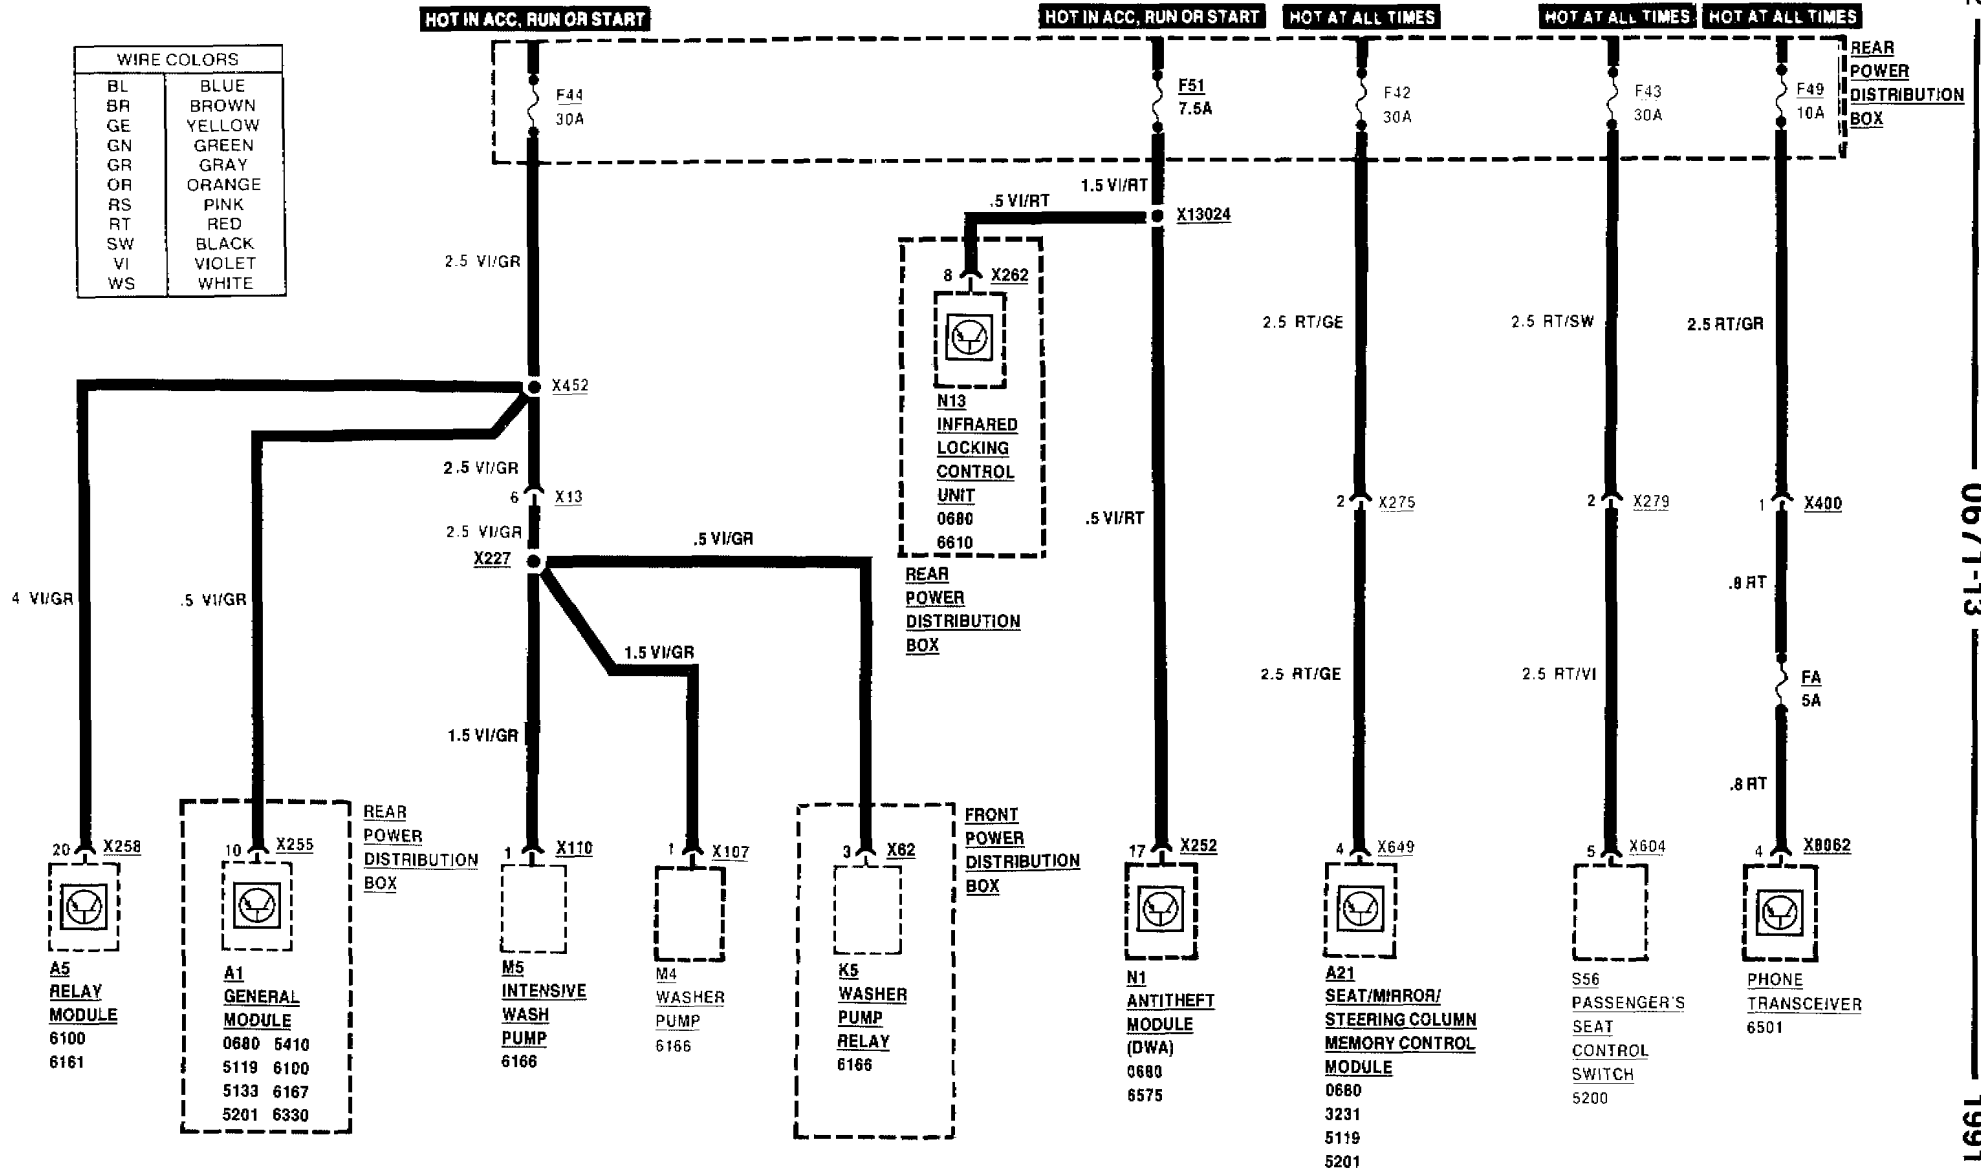 HOT IN ACC, RUN OR START
HOT IN ACC, RUN OR START
HOT AT ALL TIMES
HOT AT ALL TIMES
HOT AT ALL TIMES
WIRE COLORS
BL BLUE
BR BROWN
GE YELLOW
GN GREEN
GR GRAY
OR ORANGE
RS PINK
RT RED
SW BLACK
VI VIOLET
WS WHITE
F44
30A
F51
7.5A
F42
30A
F43
30A
F49
10A
REAR
POWER
DISTRIBUTION
BOX
1.5 VI/RT
.5 VI/RT
X13024
2.5 VI/GR
8 X262
2.5 RT/GE
2.5 RT/SW
2.5 RT/GR
X452
N13
INFRARED
LOCKING
CONTROL
UNIT
0680
6610
REAR
POWER
DISTRIBUTION
BOX
2.5 VI/GR
6 X13
2.5 VI/GR
X227
.5 VI/GR
.5 VI/RT
2 X275
2 X279
1 X400
4 VI/GR
.5 VI/GR
.8 RT
1.5 VI/GR
2.5 RT/GE
2.5 RT/VI
FA
5A
1.5 VI/GR
.8 RT
REAR
POWER
DISTRIBUTION
BOX
FRONT
POWER
DISTRIBUTION
BOX
20 X258
10 X255
1 X110
1 X107
3 X62
17 X252
4 X649
5 X604
4 X8062
A5
RELAY
MODULE
6100
6161
A1
GENERAL
MODULE
0680 5410
5119 6100
5133 6167
5201 6330
M5
INTENSIVE
WASH
PUMP
6166
M4
WASHER
PUMP
6166
K5
WASHER
PUMP
RELAY
6166
N1
ANTITHEFT
MODULE
(DWA)
0680
6575
A21
SEAT/MIRROR/
STEERING COLUMN
MEMORY CONTROL
MODULE
0680
3231
5119
5201
S56
PASSENGER'S
SEAT
CONTROL
SWITCH
5200
PHONE
TRANSCEIVER
6501
0671-13
1991